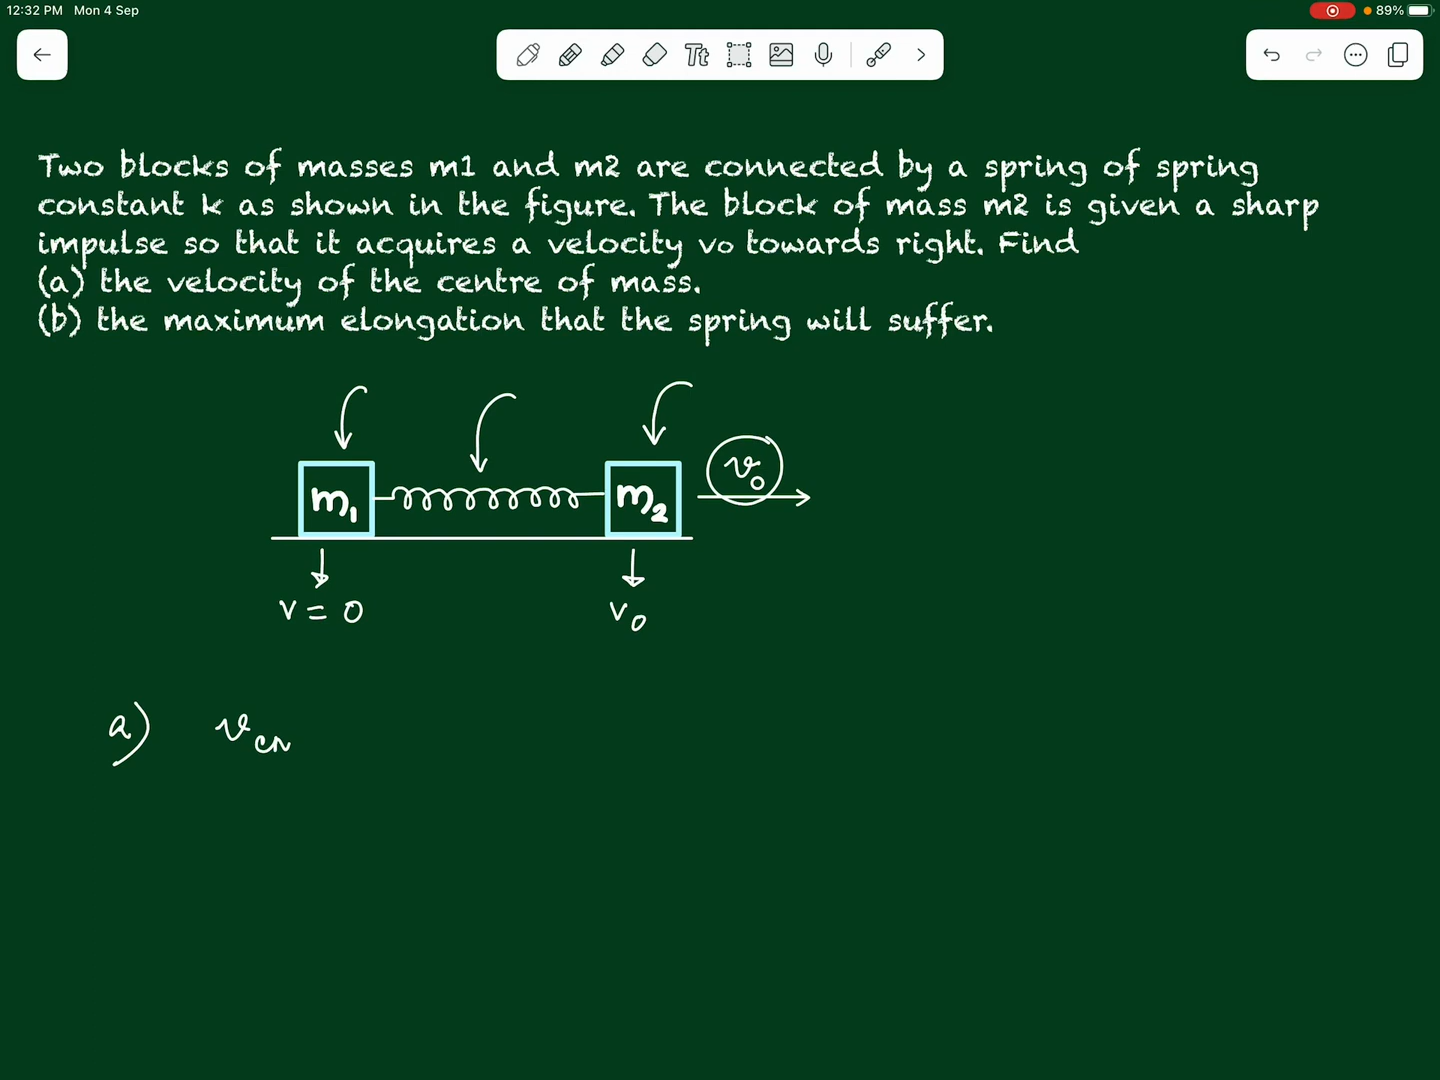 12:32 PM Mon 4 Sep
89%
Tt
Two blocks of masses m1 and m2 are connected by a spring of spring
constant k as shown in the figure. The block of mass m2 is given a sharp
impulse so that it acquires a velocity vo towards right. Find
(a) the velocity of the centre of mass.
(b) the maximum elongation that the spring will suffer.
v₀
m₁ m₂
v = 0 v₀
a) v